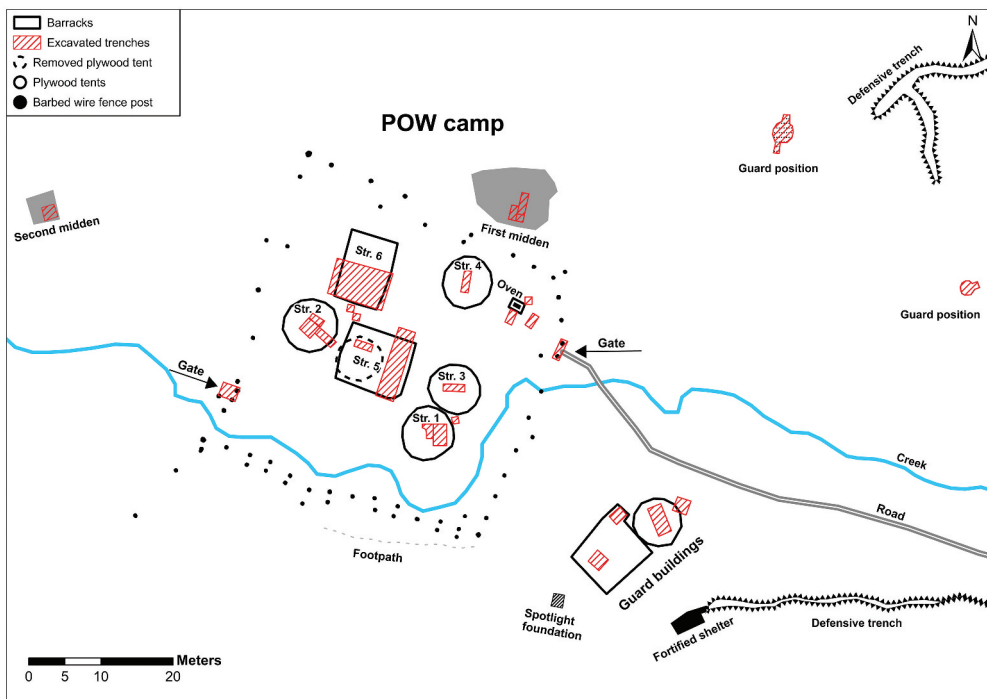 Barracks
Excavated trenches
Removed plywood tent
Plywood tents
Barbed wire fence post
N
Defensive trench
POW camp
Guard position
Second midden
First midden
Str. 6
Str. 4
Oven
Str. 2
Guard position
Gate
Str. 5
Gate
Str. 3
Str. 1
Creek
Road
Footpath
Guard buildings
Spotlight
foundation
Fortified shelter
Defensive trench
Meters
0 5 10 20